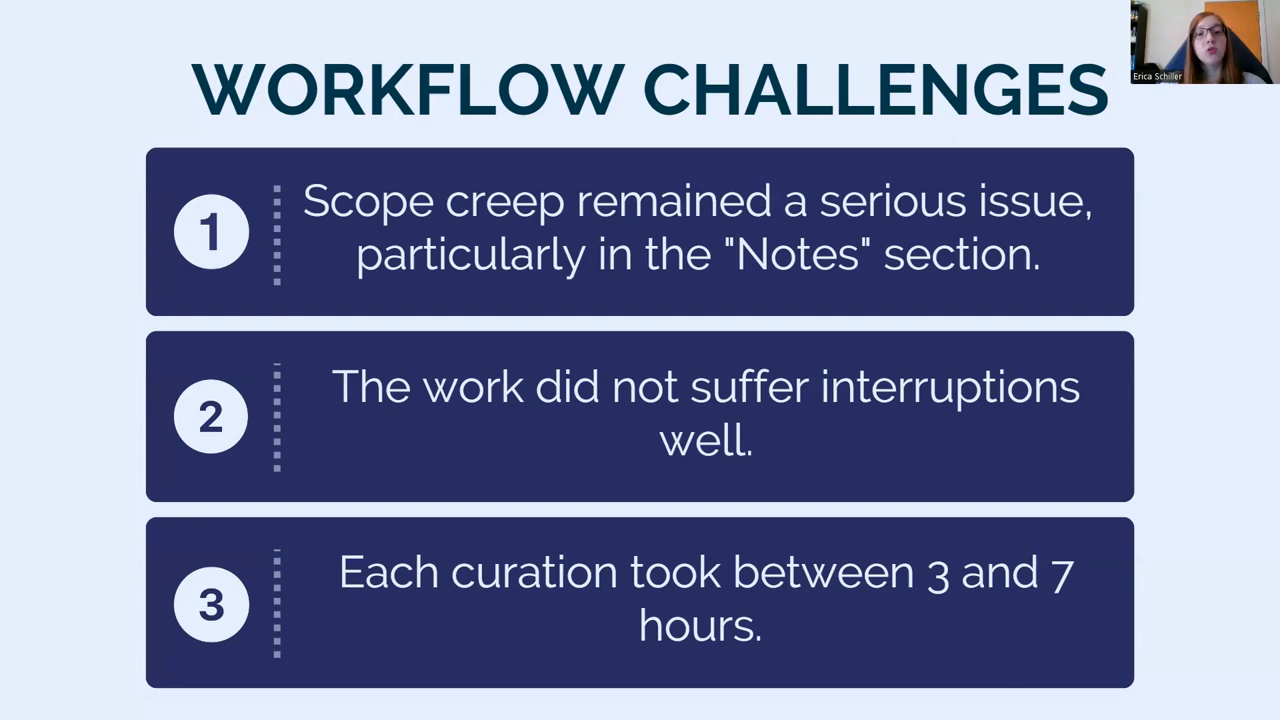 WORKFLOW CHALLENGES
Erica Schiller
1
Scope creep remained a serious issue,
particularly in the "Notes" section.
2
The work did not suffer interruptions
well.
3
Each curation took between 3 and 7
hours.